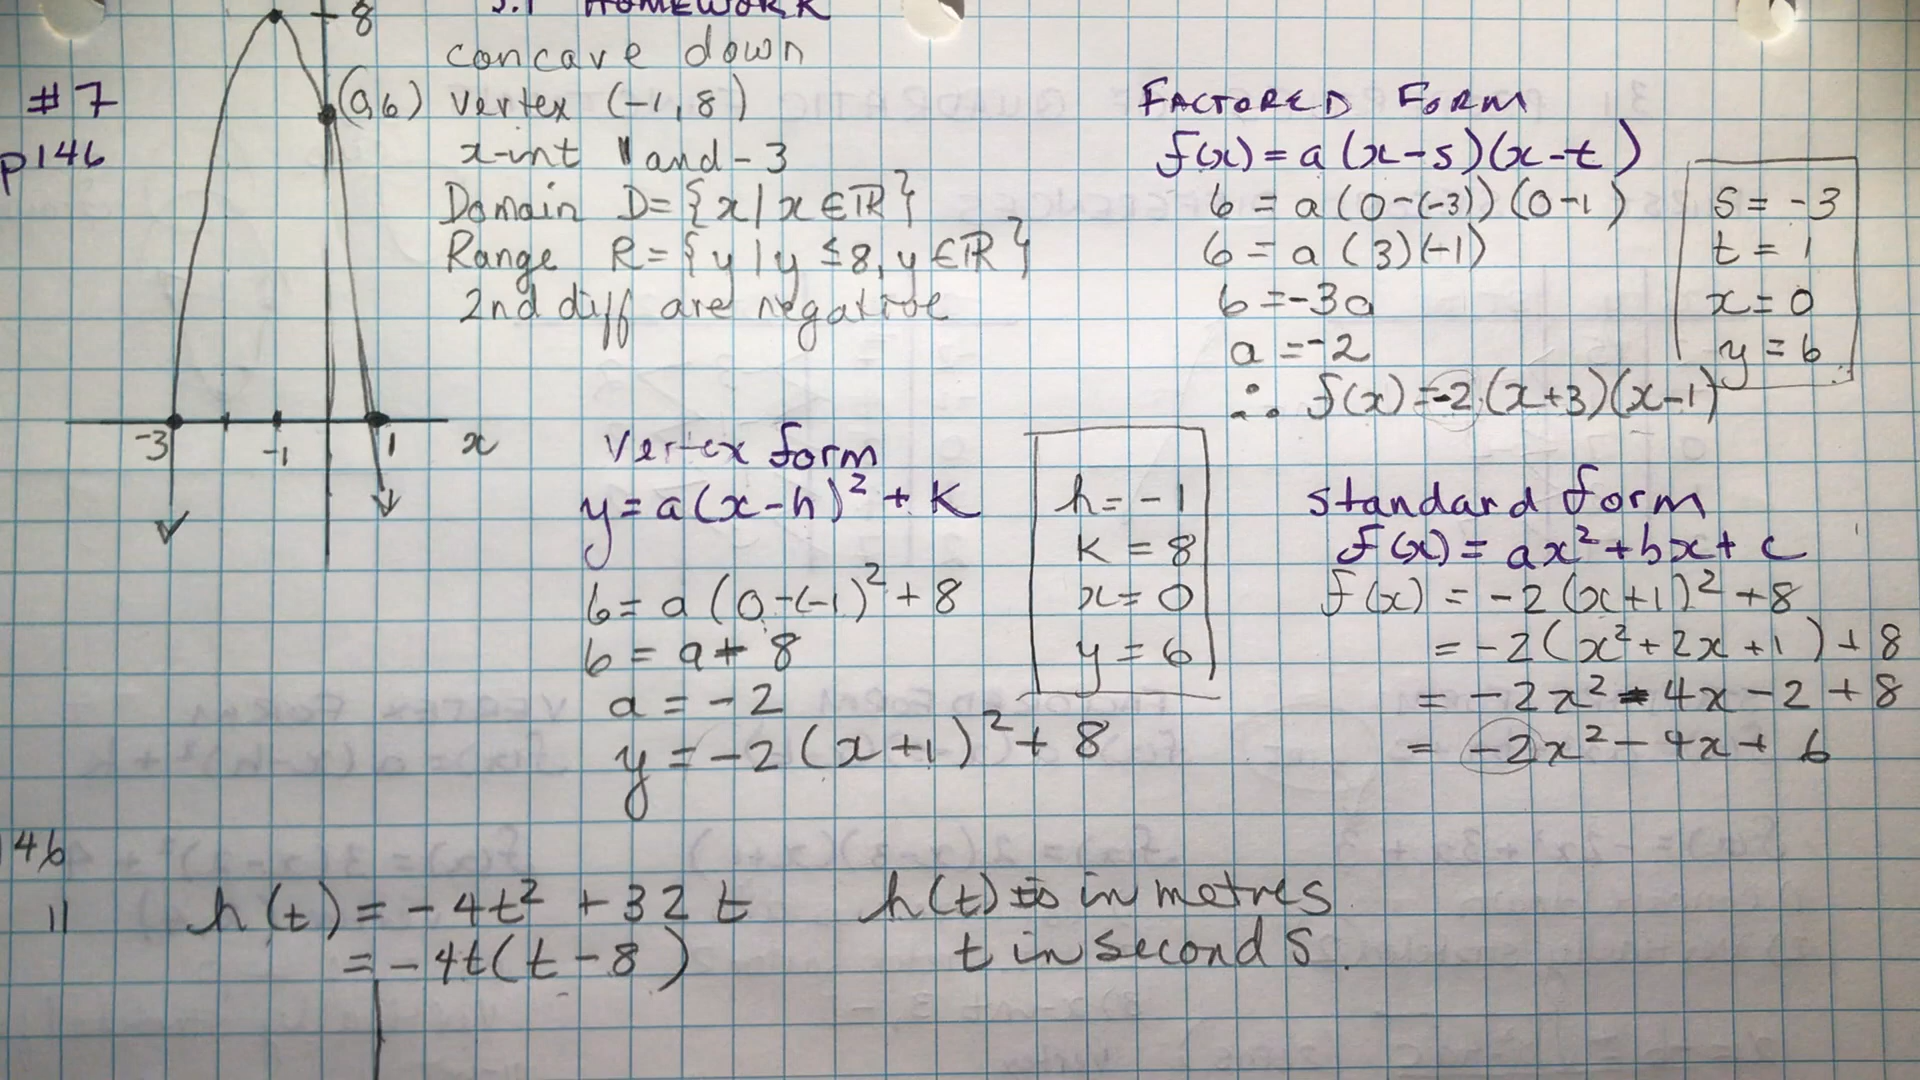 3.1 HOMEWORK
8
concave down
#7
(0,6)
vertex (-1,8)
p146
x-int 1 and -3
Domain D = {x | x ∈ ℝ}
Range R = {y | y ≤ 8, y ∈ ℝ}
2nd diff are negative
-3
-1
1
x
FACTORED FORM
f(x) = a(x-s)(x-t)
6 = a(0-(-3))(0-1)
6 = a(3)(-1)
6 = -3a
a = -2
∴ f(x) = -2(x+3)(x-1)
s = -3
t = 1
x = 0
y = 6
Vertex form
y = a(x-h)² + k
6 = a(0-(-1)² + 8
6 = a + 8
a = -2
y = -2(x+1)² + 8
h = -1
k = 8
x = 0
y = 6
standard form
f(x) = ax² + bx + c
f(x) = -2(x+1)² + 8
= -2(x² + 2x + 1) + 8
= -2x² - 4x - 2 + 8
= -2x² - 4x + 6
146
11
h(t) = -4t² + 32t
= -4t(t-8)
h(t) in metres.
t in seconds.